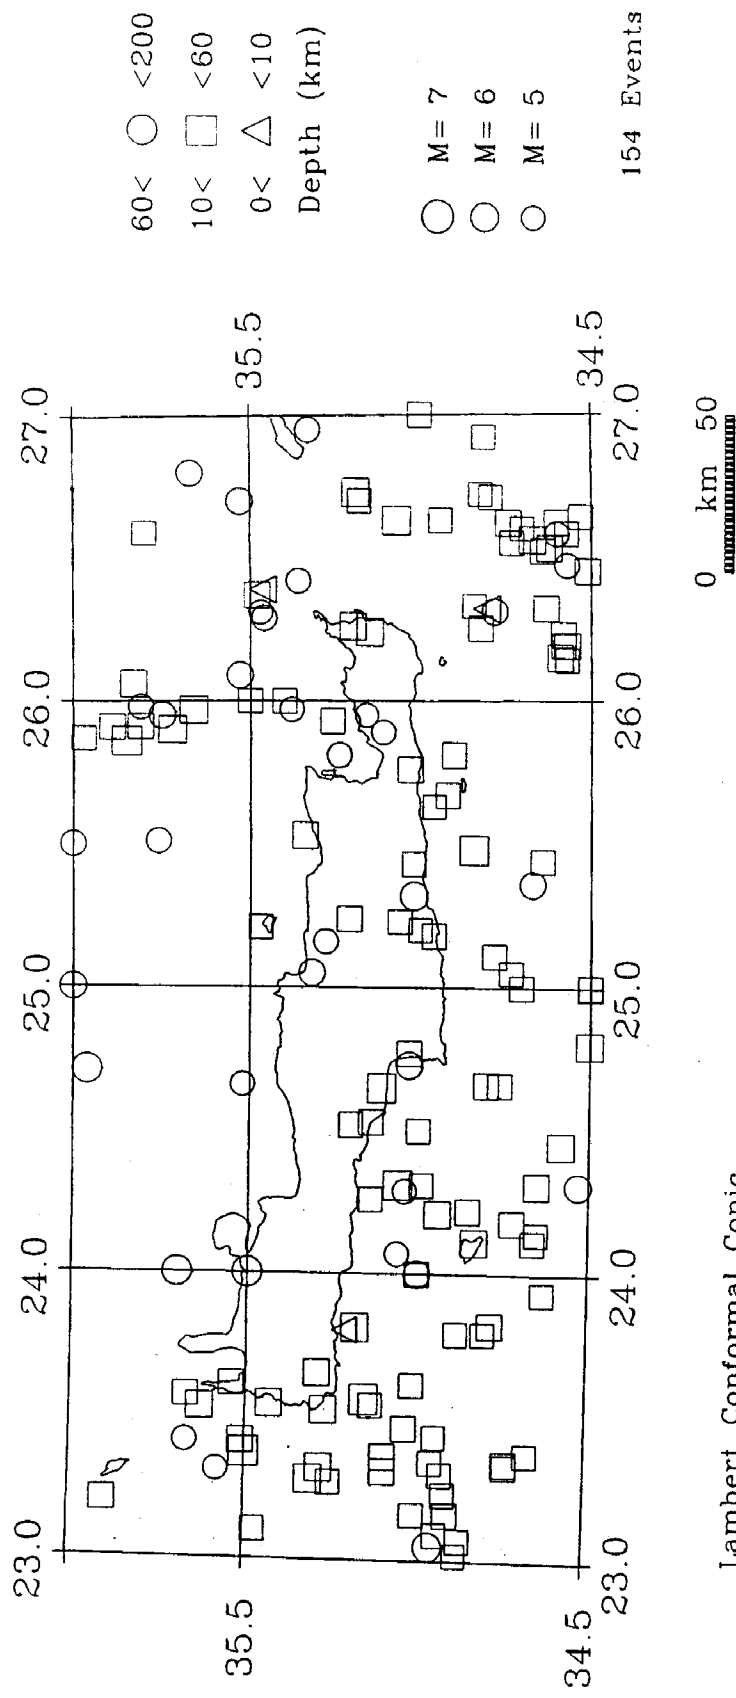 23.0 24.0 25.0 26.0 27.0
35.5 35.5
34.5 34.5
23.0 24.0 25.0 26.0 27.0
Lambert Conformal Conic
0 km 50
60< <200
10< <60
0< <10
Depth (km)
M= 7
M= 6
M= 5
154 Events